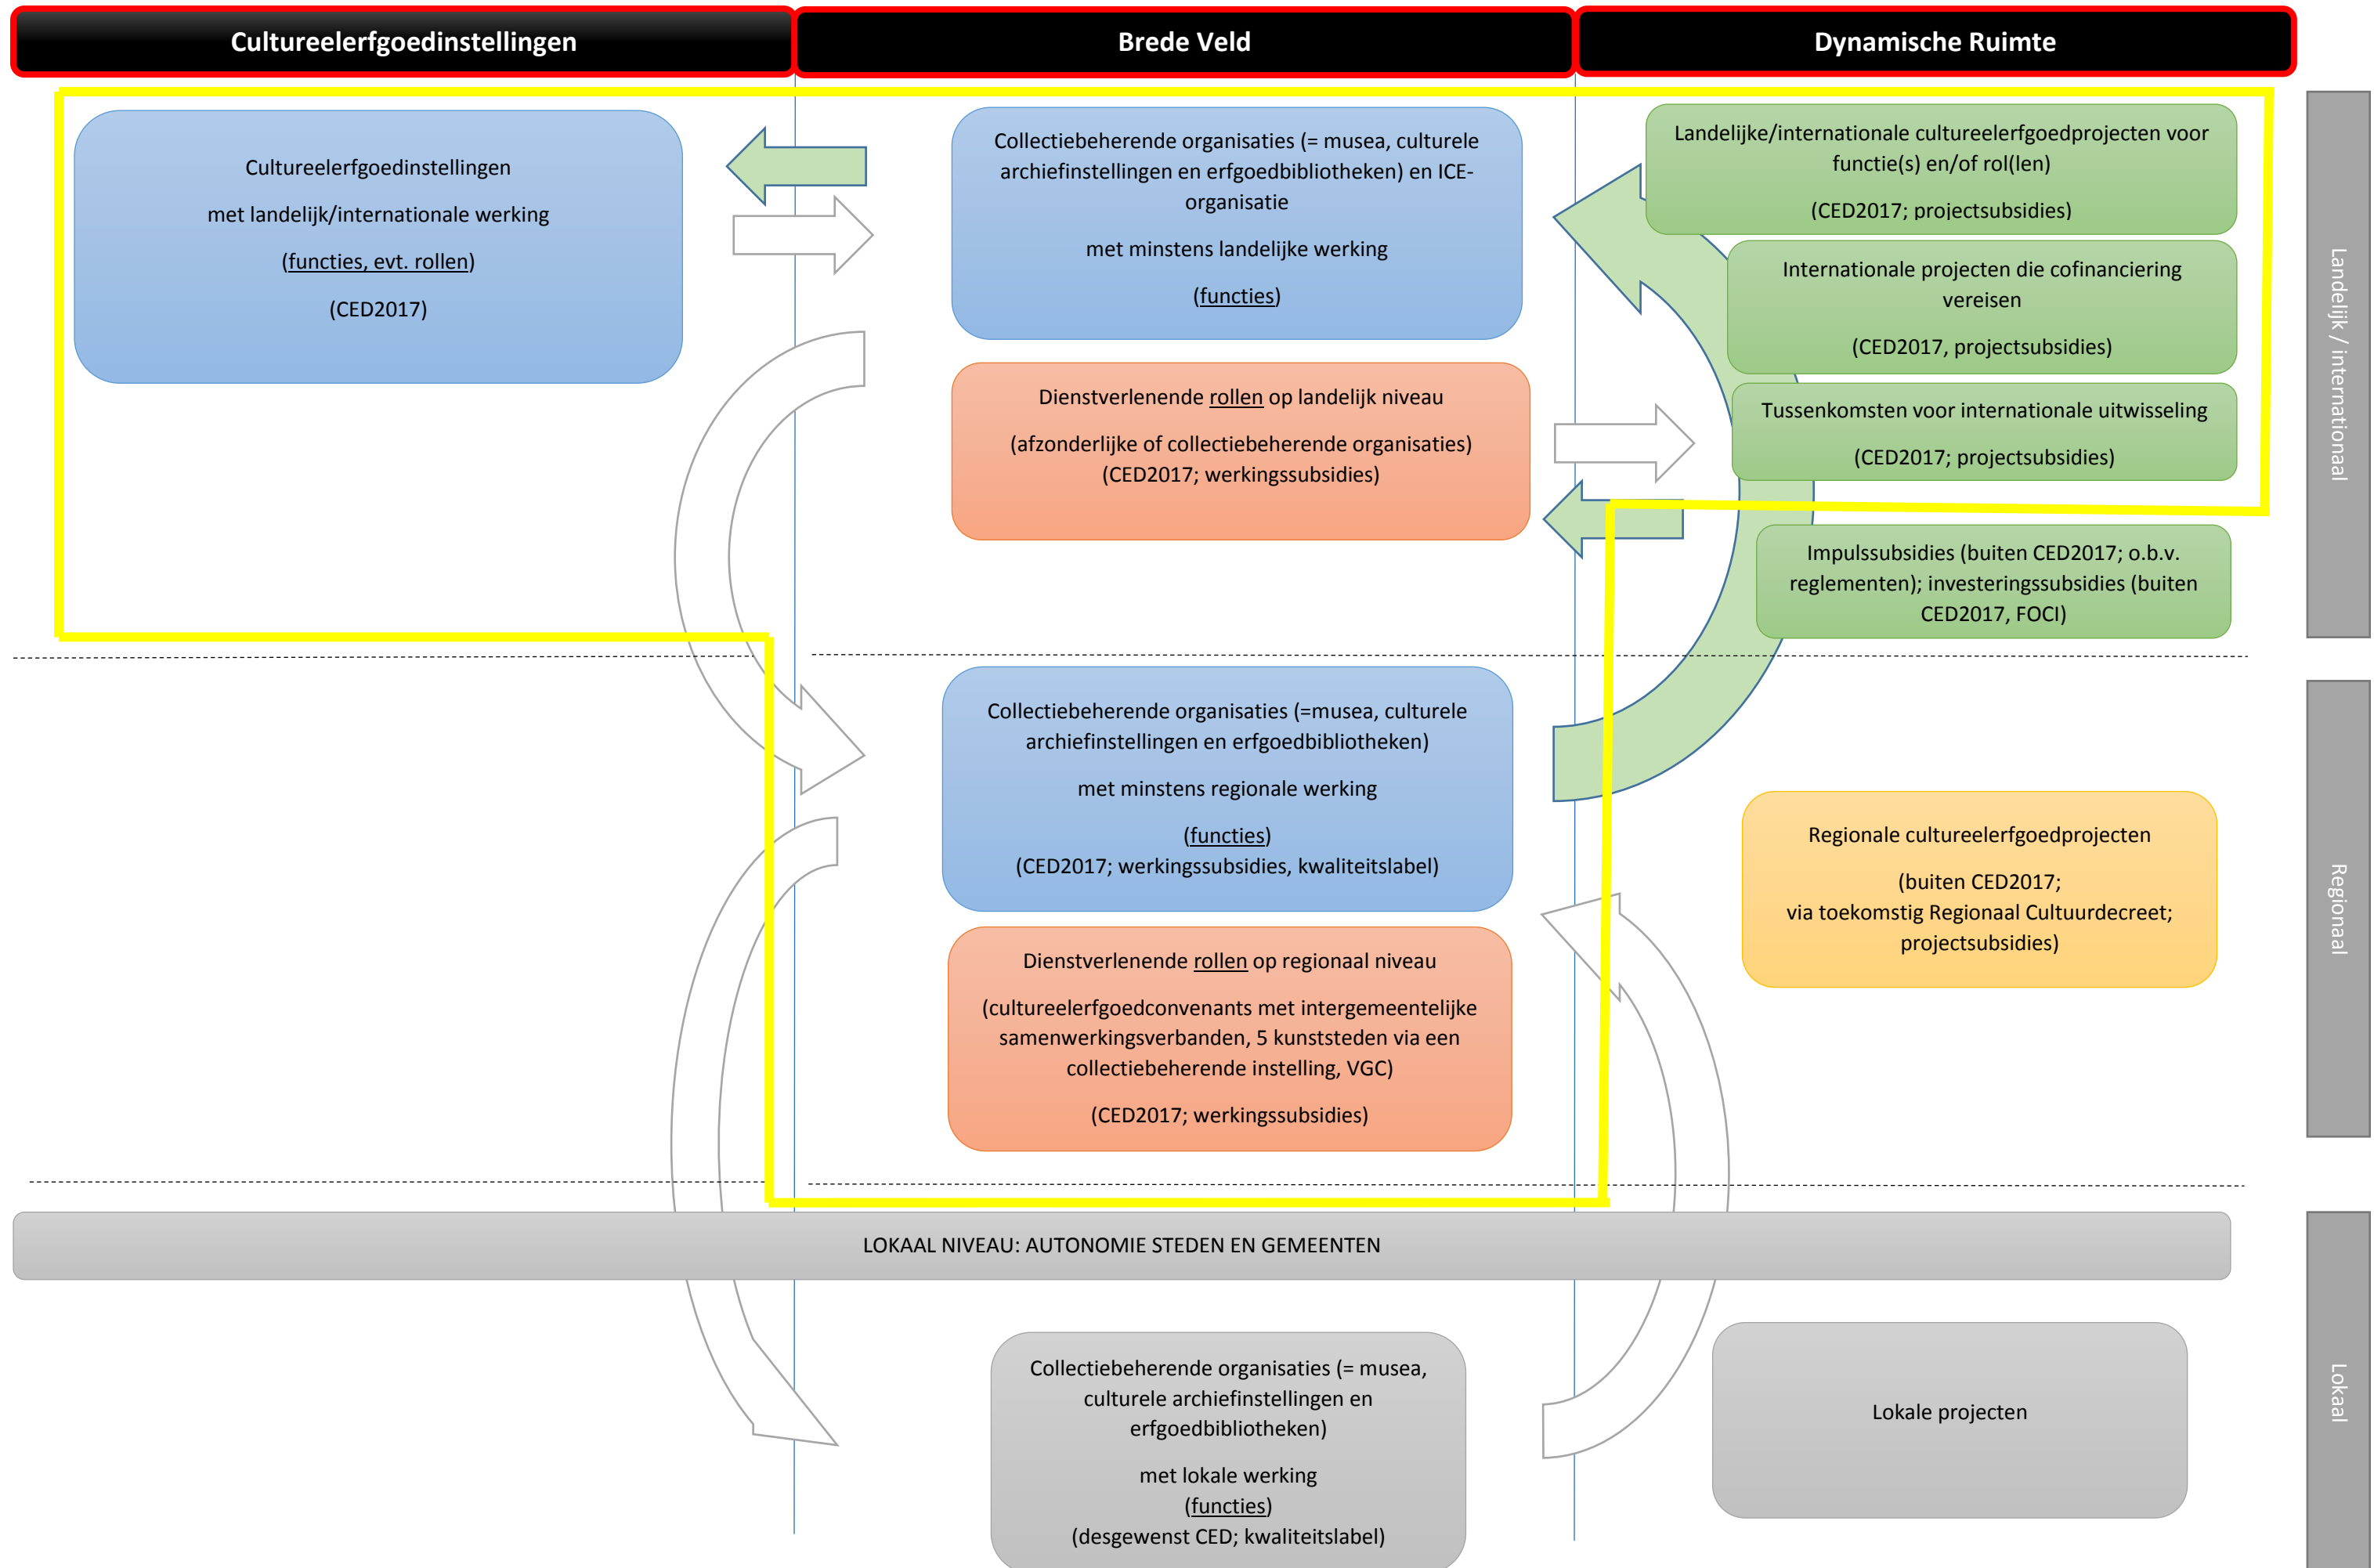 Cultureelerfgoedinstellingen
Brede Veld
Dynamische Ruimte
Cultureelerfgoedinstellingen
met landelijk/internationale werking
(functies, evt. rollen)
(CED2017)
Collectiebeherende organisaties (= musea, culturele
archiefinstellingen en erfgoedbibliotheken) en ICE-
organisatie
met minstens landelijke werking
(functies)
Dienstverlenende rollen op landelijk niveau
(afzonderlijke of collectiebeherende organisaties)
(CED2017; werkingssubsidies)
Landelijke/internationale cultureelerfgoedprojecten voor
functie(s) en/of rol(len)
(CED2017; projectsubsidies)
Internationale projecten die cofinanciering
vereisen
(CED2017, projectsubsidies)
Tussenkomsten voor internationale uitwisseling
(CED2017; projectsubsidies)
Impulssubsidies (buiten CED2017; o.b.v.
reglementen); investeringssubsidies (buiten
CED2017, FOCI)
Landelijk / internationaal
Collectiebeherende organisaties (=musea, culturele
archiefinstellingen en erfgoedbibliotheken)
met minstens regionale werking
(functies)
(CED2017; werkingssubsidies, kwaliteitslabel)
Dienstverlenende rollen op regionaal niveau
(cultureelerfgoedconvenants met intergemeentelijke
samenwerkingsverbanden, 5 kunststeden via een
collectiebeherende instelling, VGC)
(CED2017; werkingssubsidies)
Regionale cultureelerfgoedprojecten
(buiten CED2017;
via toekomstig Regionaal Cultuurdecreet;
projectsubsidies)
Regionaal
LOKAAL NIVEAU: AUTONOMIE STEDEN EN GEMEENTEN
Collectiebeherende organisaties (= musea,
culturele archiefinstellingen en
erfgoedbibliotheken)
met lokale werking
(functies)
(desgewenst CED; kwaliteitslabel)
Lokale projecten
Lokaal